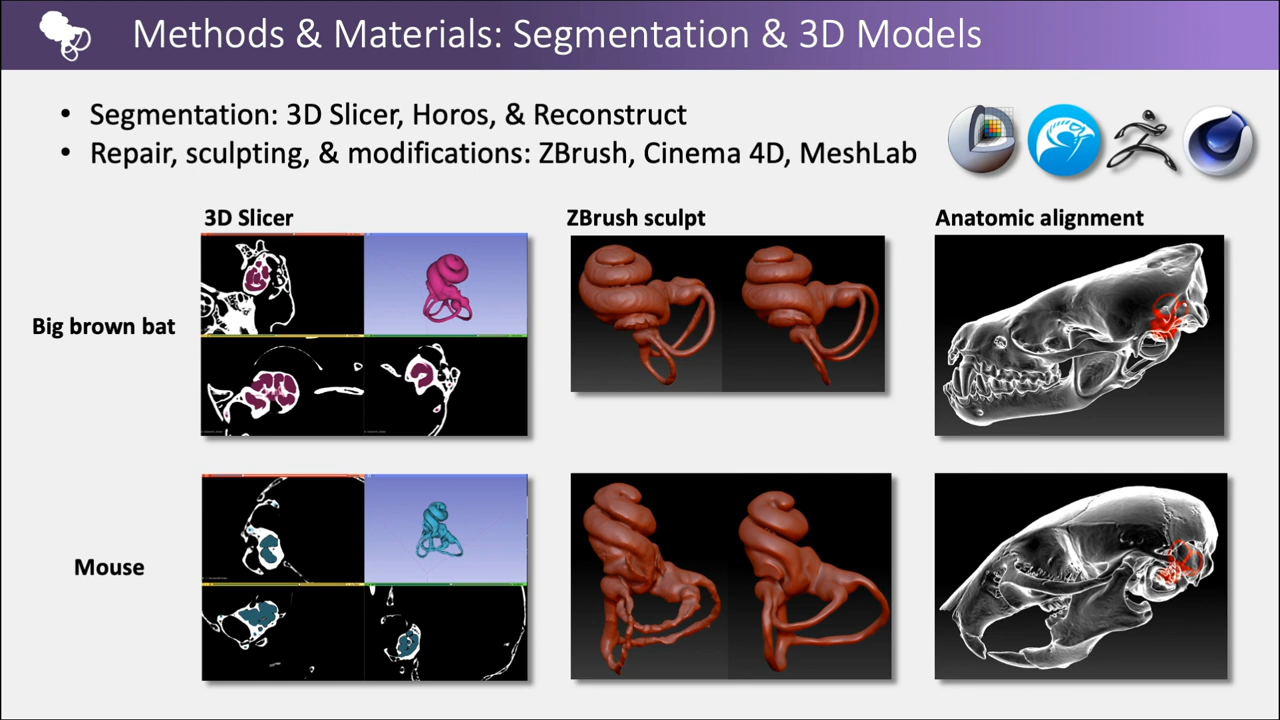 Methods & Materials: Segmentation & 3D Models
• Segmentation: 3D Slicer, Horos, & Reconstruct
• Repair, sculpting, & modifications: ZBrush, Cinema 4D, MeshLab
3D Slicer
ZBrush sculpt
Anatomic alignment
Big brown bat
Mouse